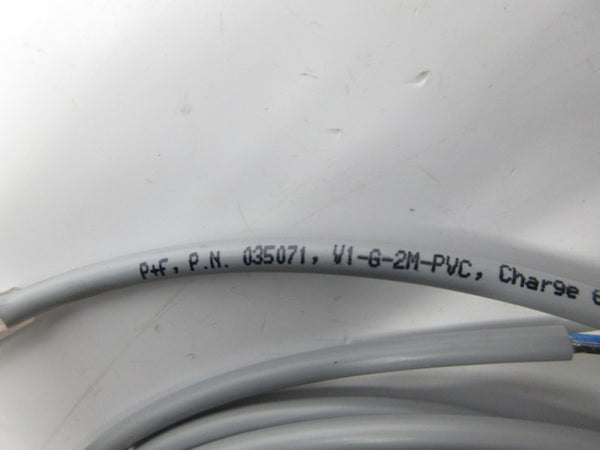 P+F, P.N. 035071, V1-G-2M-PVC, Charge